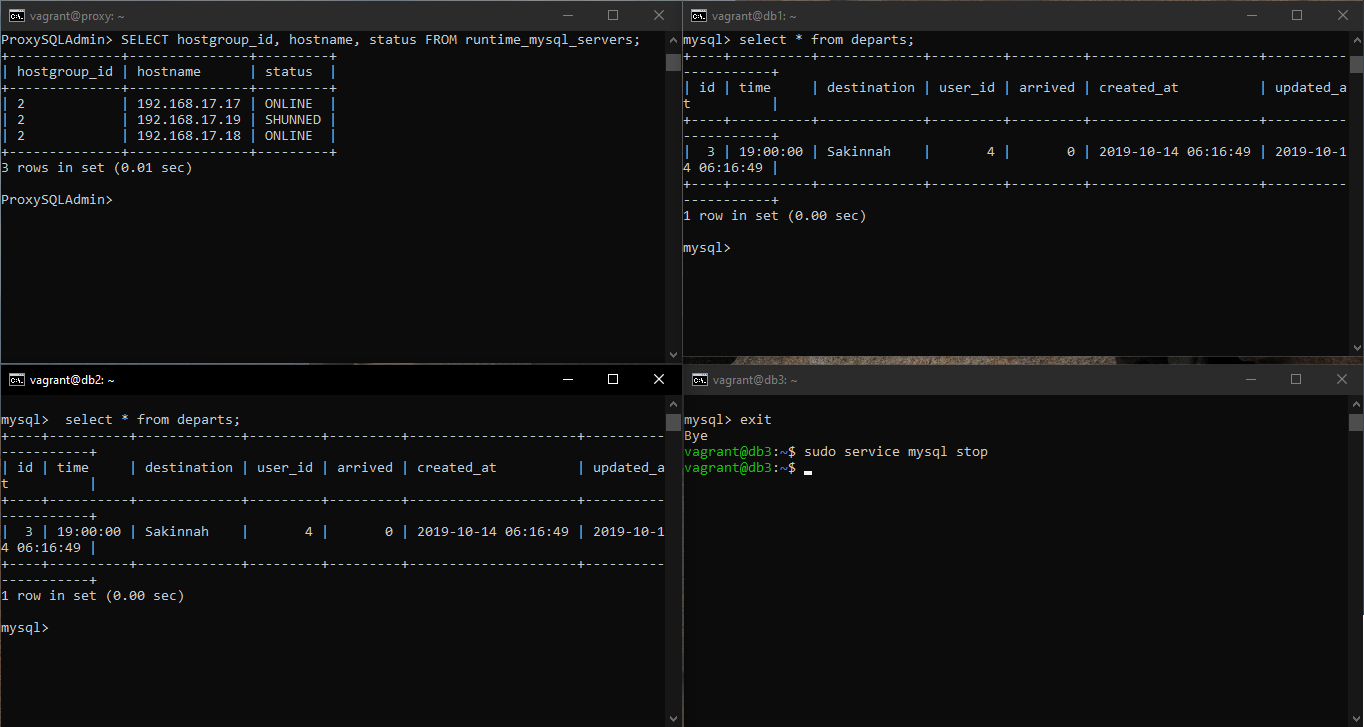 vagrant@proxy: ~
ProxySQLAdmin> SELECT hostgroup_id, hostname, status FROM runtime_mysql_servers;
+--------------+---------------+---------+
| hostgroup_id | hostname      | status  |
+--------------+---------------+---------+
| 2            | 192.168.17.17 | ONLINE  |
| 2            | 192.168.17.19 | SHUNNED |
| 2            | 192.168.17.18 | ONLINE  |
+--------------+---------------+---------+
3 rows in set (0.01 sec)
ProxySQLAdmin>
vagrant@db1: ~
mysql> select * from departs;
+----+----------+-------------+---------+---------+---------------------+----------
-----------+
| id | time     | destination | user_id | arrived | created_at          | updated_a
t          |
+----+----------+-------------+---------+---------+---------------------+----------
-----------+
|  3 | 19:00:00 | Sakinnah    |       4 |       0 | 2019-10-14 06:16:49 | 2019-10-1
4 06:16:49 |
+----+----------+-------------+---------+---------+---------------------+----------
-----------+
1 row in set (0.00 sec)
mysql>
vagrant@db2: ~
mysql>  select * from departs;
+----+----------+-------------+---------+---------+---------------------+----------
-----------+
| id | time     | destination | user_id | arrived | created_at          | updated_a
t          |
+----+----------+-------------+---------+---------+---------------------+----------
-----------+
|  3 | 19:00:00 | Sakinnah    |       4 |       0 | 2019-10-14 06:16:49 | 2019-10-1
4 06:16:49 |
+----+----------+-------------+---------+---------+---------------------+----------
-----------+
1 row in set (0.00 sec)
mysql>
vagrant@db3: ~
mysql> exit
Bye
vagrant@db3:~$ sudo service mysql stop
vagrant@db3:~$